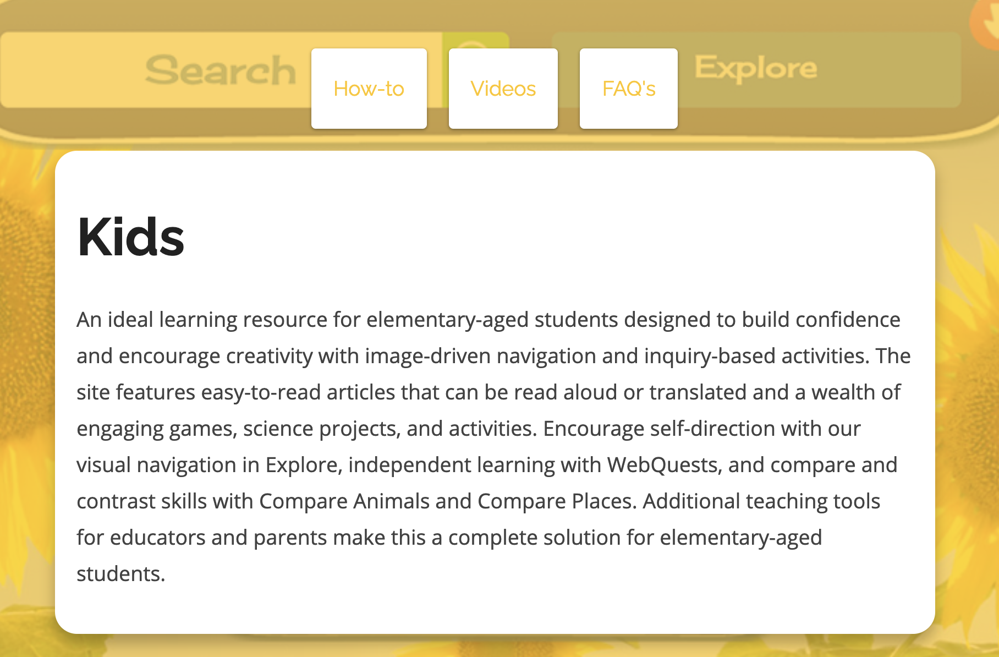 Search
Explore
How-to
Videos
FAQ's
Kids
An ideal learning resource for elementary-aged students designed to build confidence
and encourage creativity with image-driven navigation and inquiry-based activities. The
site features easy-to-read articles that can be read aloud or translated and a wealth of
engaging games, science projects, and activities. Encourage self-direction with our
visual navigation in Explore, independent learning with WebQuests, and compare and
contrast skills with Compare Animals and Compare Places. Additional teaching tools
for educators and parents make this a complete solution for elementary-aged
students.